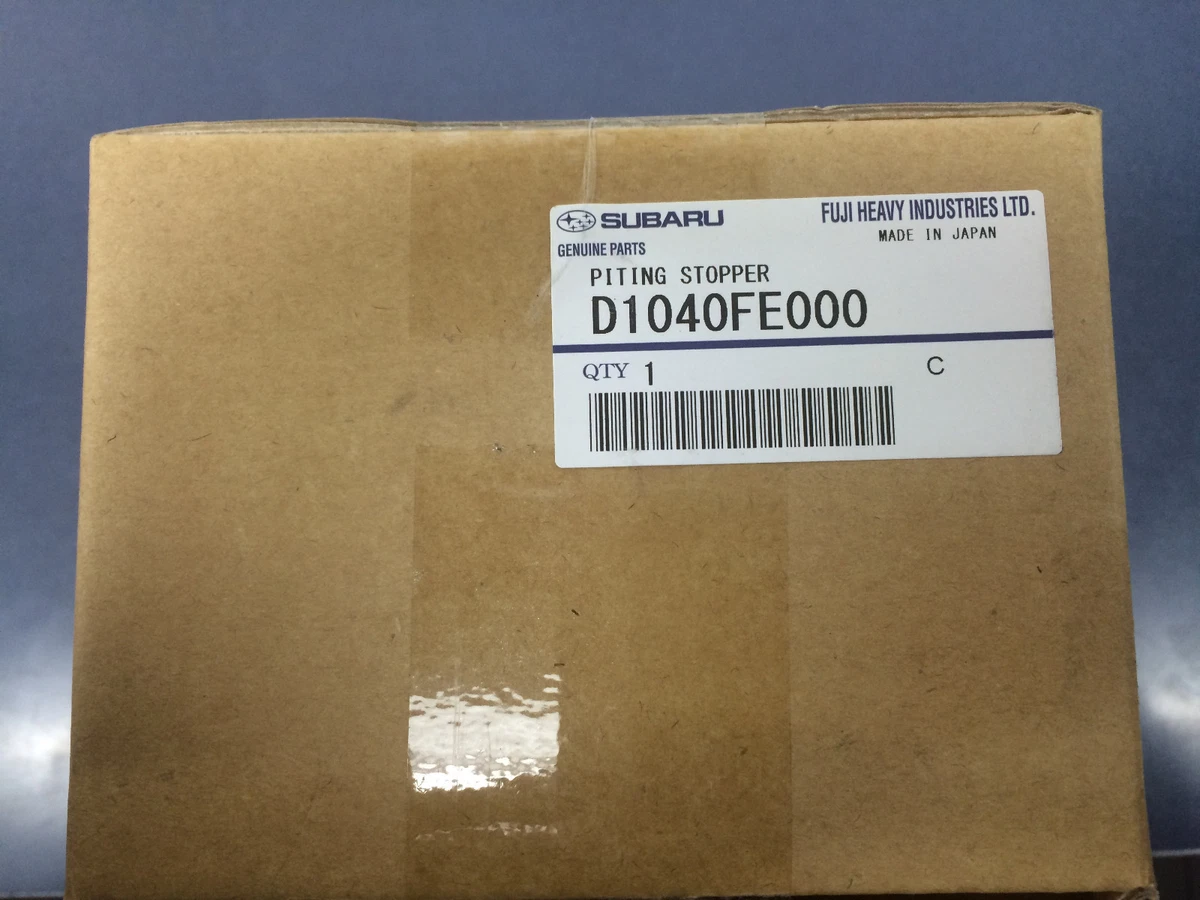 SUBARU
FUJI HEAVY INDUSTRIES LTD.
GENUINE PARTS
MADE IN JAPAN
PITING STOPPER
D1040FE000
QTY 1
C